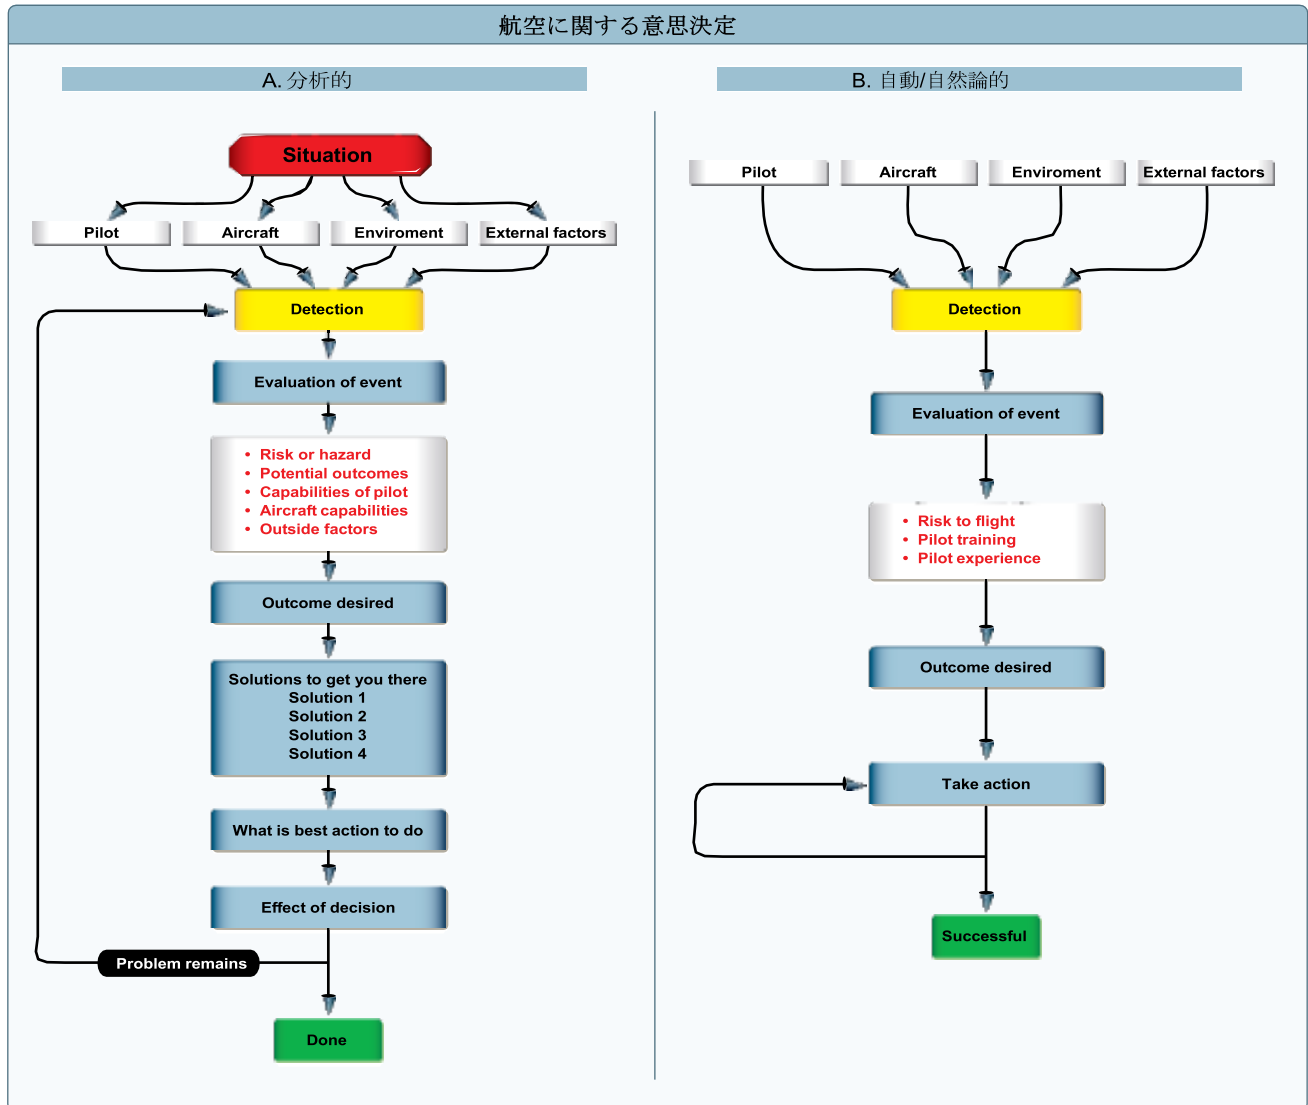 航空に関する意思決定
A. 分析的
Situation
Pilot
Aircraft
Enviroment
External factors
Detection
Evaluation of event
• Risk or hazard
• Potential outcomes
• Capabilities of pilot
• Aircraft capabilities
• Outside factors
Outcome desired
Solutions to get you there
Solution 1
Solution 2
Solution 3
Solution 4
What is best action to do
Effect of decision
Problem remains
Done
B. 自動/自然論的
Pilot
Aircraft
Enviroment
External factors
Detection
Evaluation of event
• Risk to flight
• Pilot training
• Pilot experience
Outcome desired
Take action
Successful